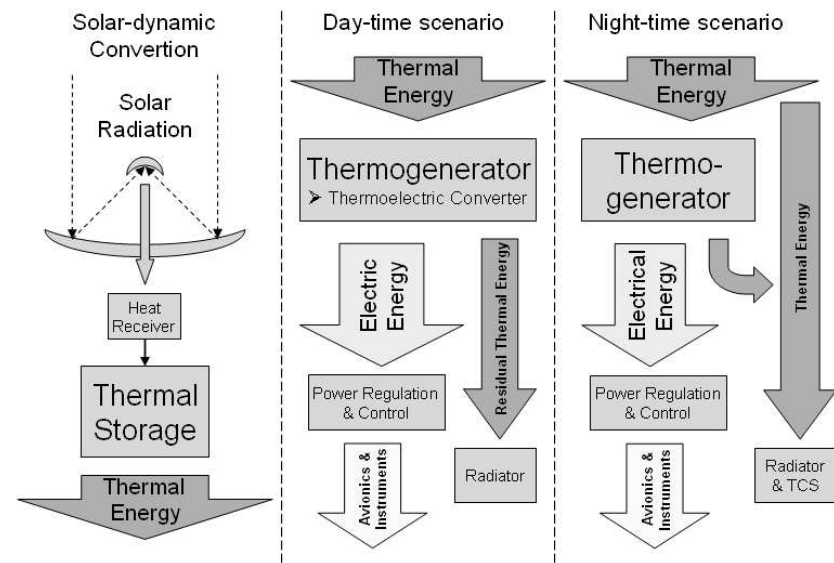 Solar-dynamic
Convertion
Solar
Radiation
Heat
Receiver
Thermal
Storage
Thermal
Energy
Day-time scenario
Thermal
Energy
Thermogenerator
➢ Thermoelectric Converter
Electric
Energy
Residual Thermal Energy
Power Regulation
& Control
Avionics &
Instruments
Radiator
Night-time scenario
Thermal
Energy
Thermo-
generator
Electrical
Energy
Thermal Energy
Power Regulation
& Control
Avionics &
Instruments
Radiator
& TCS